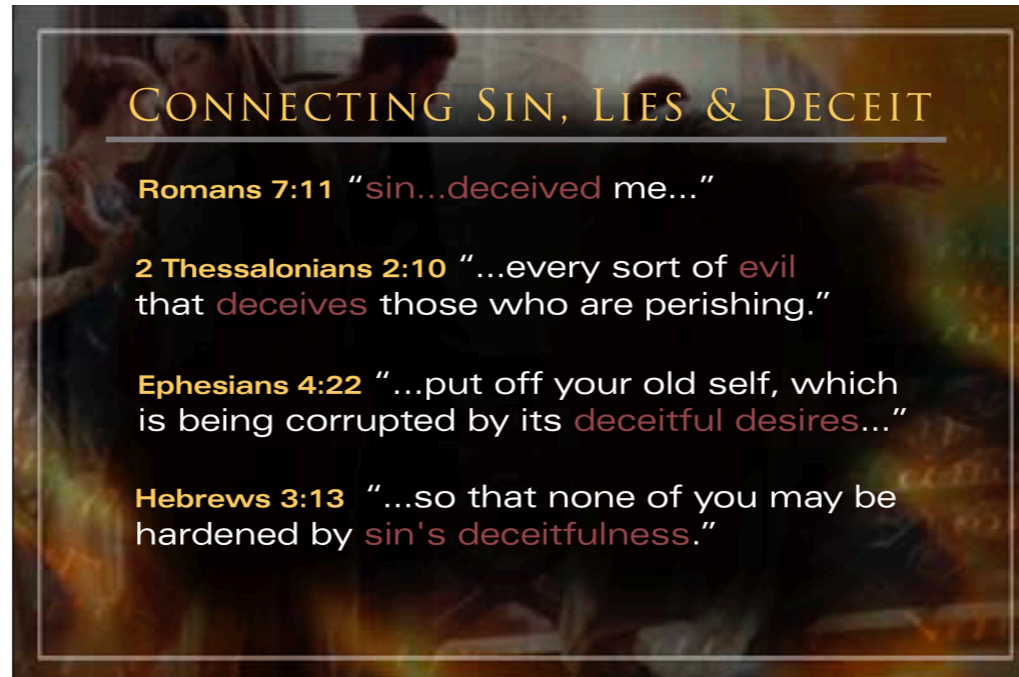 CONNECTING SIN, LIES & DECEIT
Romans 7:11 “sin...deceived me...”
2 Thessalonians 2:10 “...every sort of evil
that deceives those who are perishing.”
Ephesians 4:22 “...put off your old self, which
is being corrupted by its deceitful desires...”
Hebrews 3:13 “...so that none of you may be
hardened by sin's deceitfulness.”